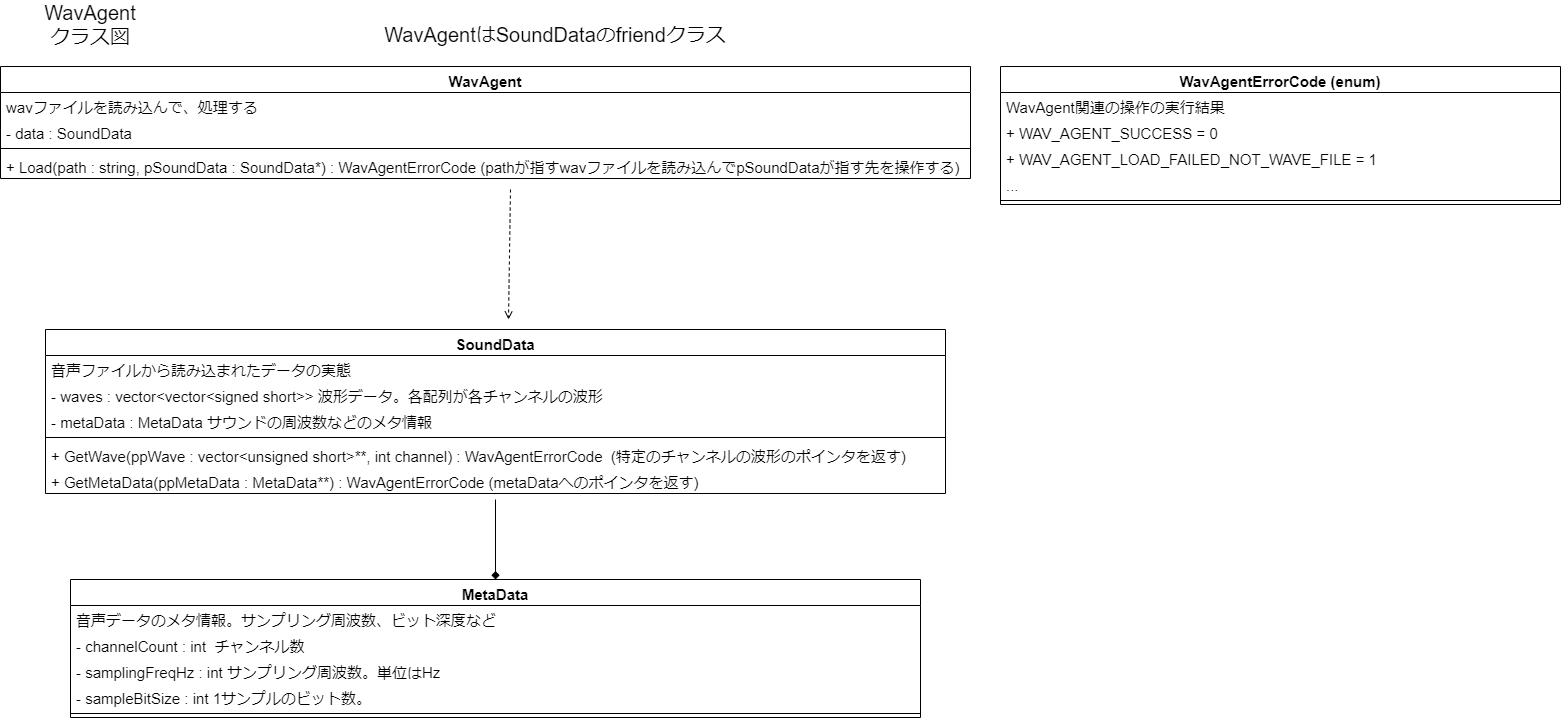 WavAgent
クラス図
WavAgentはSoundDataのfriendクラス
WavAgent
wavファイルを読み込んで、処理する
- data : SoundData
+ Load(path : string, pSoundData : SoundData*) : WavAgentErrorCode (pathが指すwavファイルを読み込んでpSoundDataが指す先を操作する)
WavAgentErrorCode (enum)
WavAgent関連の操作の実行結果
+ WAV_AGENT_SUCCESS = 0
+ WAV_AGENT_LOAD_FAILED_NOT_WAVE_FILE = 1
...
SoundData
音声ファイルから読み込まれたデータの実態
- waves : vector<vector<signed short>> 波形データ。各配列が各チャンネルの波形
- metaData : MetaData サウンドの周波数などのメタ情報
+ GetWave(ppWave : vector<unsigned short>**, int channel) : WavAgentErrorCode  (特定のチャンネルの波形のポインタを返す)
+ GetMetaData(ppMetaData : MetaData**) : WavAgentErrorCode (metaDataへのポインタを返す)
MetaData
音声データのメタ情報。サンプリング周波数、ビット深度など
- channelCount : int  チャンネル数
- samplingFreqHz : int サンプリング周波数。単位はHz
- sampleBitSize : int 1サンプルのビット数。